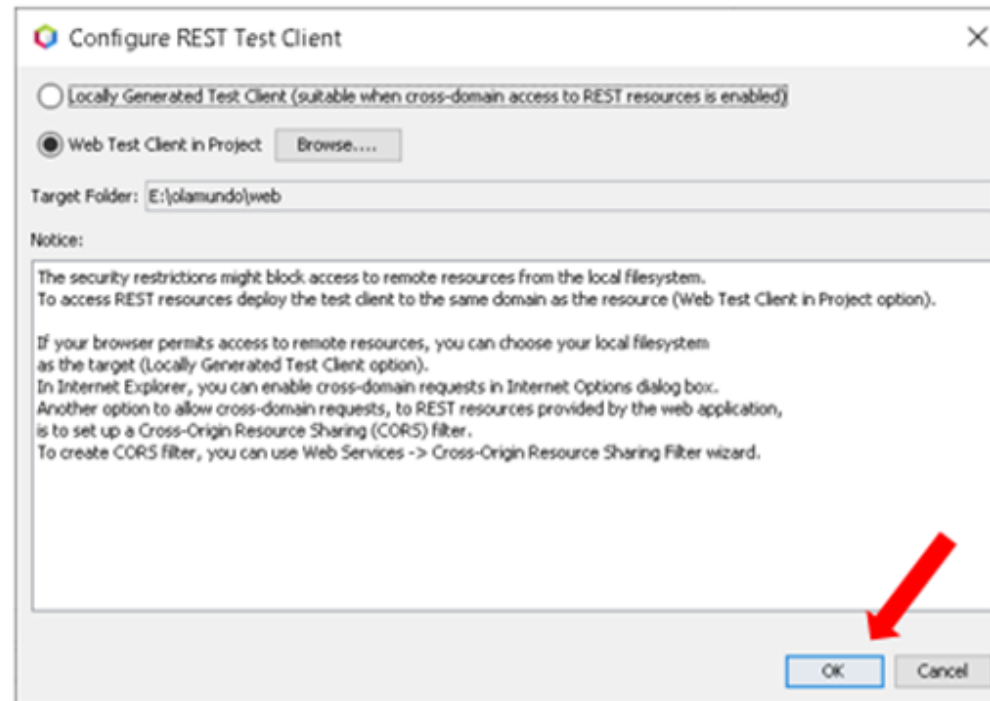 Configure REST Test Client
Locally Generated Test Client (suitable when cross-domain access to REST resources is enabled)
Web Test Client in Project Browse....
Target Folder: E:\olamundo\web
Notice:
The security restrictions might block access to remote resources from the local filesystem.
To access REST resources deploy the test client to the same domain as the resource (Web Test Client in Project option).
If your browser permits access to remote resources, you can choose your local filesystem
as the target (Locally Generated Test Client option).
In Internet Explorer, you can enable cross-domain requests in Internet Options dialog box.
Another option to allow cross-domain requests, to REST resources provided by the web application,
is to set up a Cross-Origin Resource Sharing (CORS) filter.
To create CORS filter, you can use Web Services -> Cross-Origin Resource Sharing Filter wizard.
OK Cancel